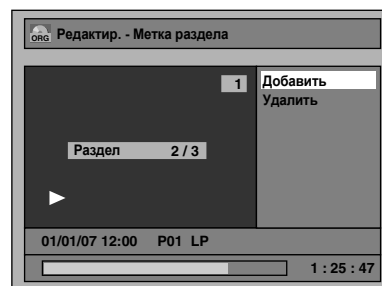 ORG Редактир. - Метка раздела
1
Добавить
Удалить
Раздел 2 / 3
01/01/07 12:00 P01 LP
1 : 25 : 47